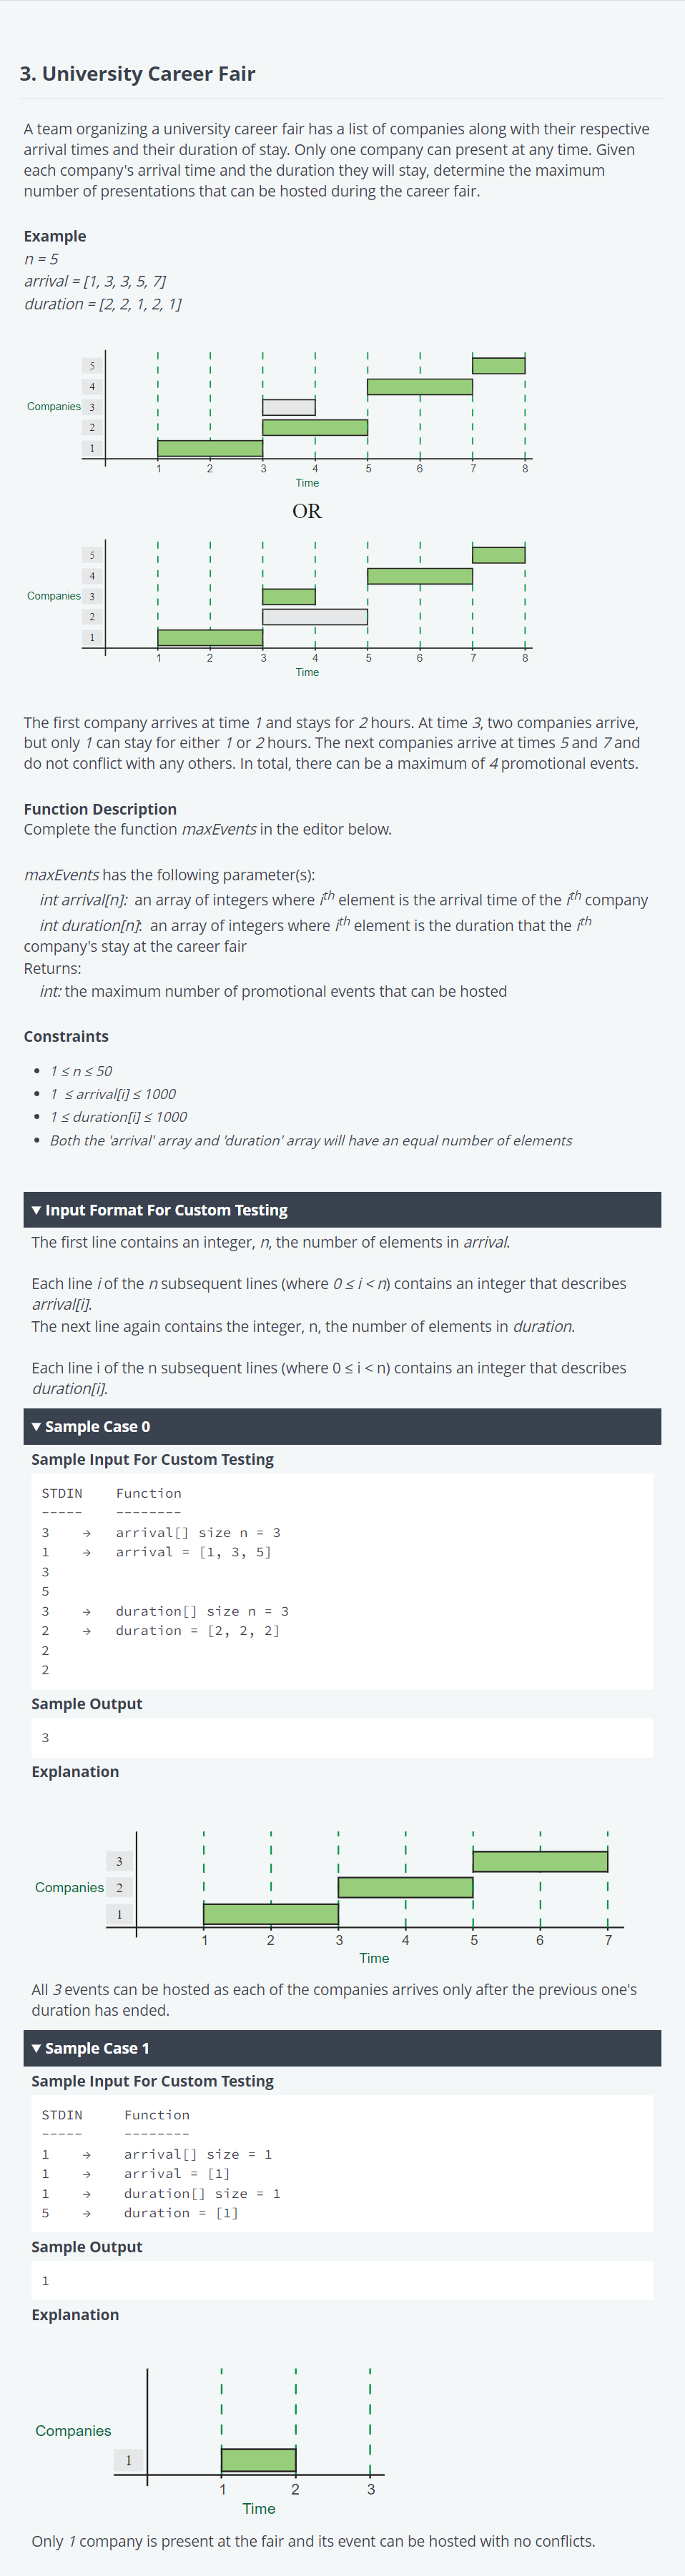 3. University Career Fair
A team organizing a university career fair has a list of companies along with their respective
arrival times and their duration of stay. Only one company can present at any time. Given
each company's arrival time and the duration they will stay, determine the maximum
number of presentations that can be hosted during the career fair.
Example
n = 5
arrival = [1, 3, 3, 5, 7]
duration = [2, 2, 1, 2, 1]
5
4
Companies 3
2
1
1 2 3 4 5 6 7 8
Time
OR
5
4
Companies 3
2
1
1 2 3 4 5 6 7 8
Time
The first company arrives at time 1 and stays for 2 hours. At time 3, two companies arrive,
but only 1 can stay for either 1 or 2 hours. The next companies arrive at times 5 and 7 and
do not conflict with any others. In total, there can be a maximum of 4 promotional events.
Function Description
Complete the function maxEvents in the editor below.
maxEvents has the following parameter(s):
int arrival[n]: an array of integers where ith element is the arrival time of the ith company
int duration[n]: an array of integers where ith element is the duration that the ith
company's stay at the career fair
Returns:
int: the maximum number of promotional events that can be hosted
Constraints
• 1 ≤ n ≤ 50
• 1 ≤ arrival[i] ≤ 1000
• 1 ≤ duration[i] ≤ 1000
• Both the 'arrival' array and 'duration' array will have an equal number of elements
▼ Input Format For Custom Testing
The first line contains an integer, n, the number of elements in arrival.
Each line i of the n subsequent lines (where 0 ≤ i < n) contains an integer that describes
arrival[i].
The next line again contains the integer, n, the number of elements in duration.
Each line i of the n subsequent lines (where 0 ≤ i < n) contains an integer that describes
duration[i].
▼ Sample Case 0
Sample Input For Custom Testing
STDIN    Function
-----    --------
3    →   arrival[] size n = 3
1    →   arrival = [1, 3, 5]
3
5
3    →   duration[] size n = 3
2    →   duration = [2, 2, 2]
2
2
Sample Output
3
Explanation
3
Companies 2
1
1 2 3 4 5 6 7
Time
All 3 events can be hosted as each of the companies arrives only after the previous one's
duration has ended.
▼ Sample Case 1
Sample Input For Custom Testing
STDIN     Function
-----     --------
1    →    arrival[] size = 1
1    →    arrival = [1]
1    →    duration[] size = 1
5    →    duration = [1]
Sample Output
1
Explanation
Companies
1
1 2 3
Time
Only 1 company is present at the fair and its event can be hosted with no conflicts.